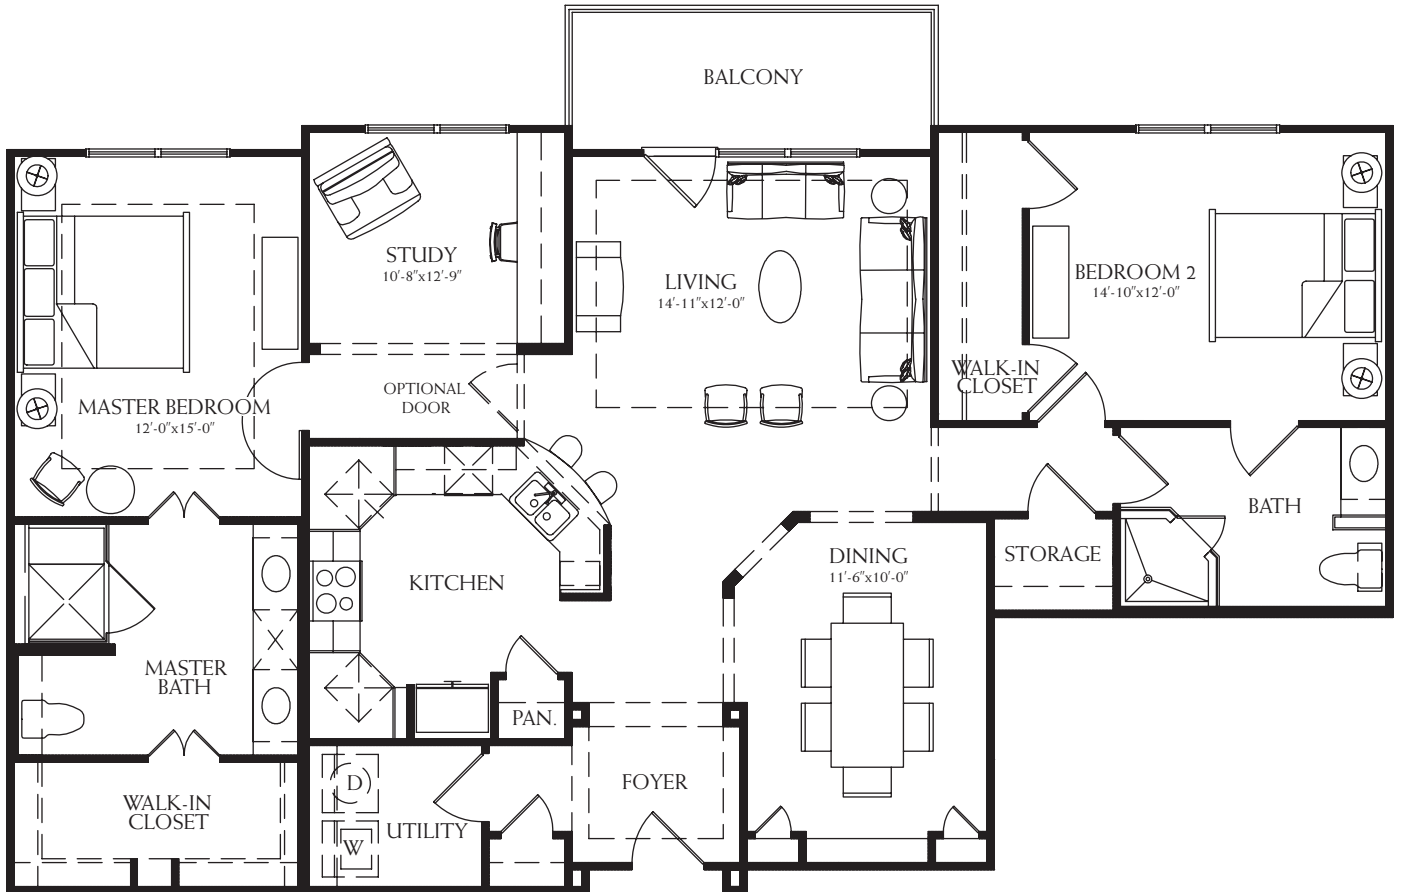 BALCONY
STUDY
10'-8"x12'-9"
LIVING
14'-11"x12'-0"
BEDROOM 2
14'-10"x12'-0"
WALK-IN
CLOSET
OPTIONAL
DOOR
MASTER BEDROOM
12'-0"x15'-0"
BATH
DINING
11'-6"x10'-0"
STORAGE
KITCHEN
MASTER
BATH
PAN.
FOYER
D
WALK-IN
CLOSET
UTILITY
W